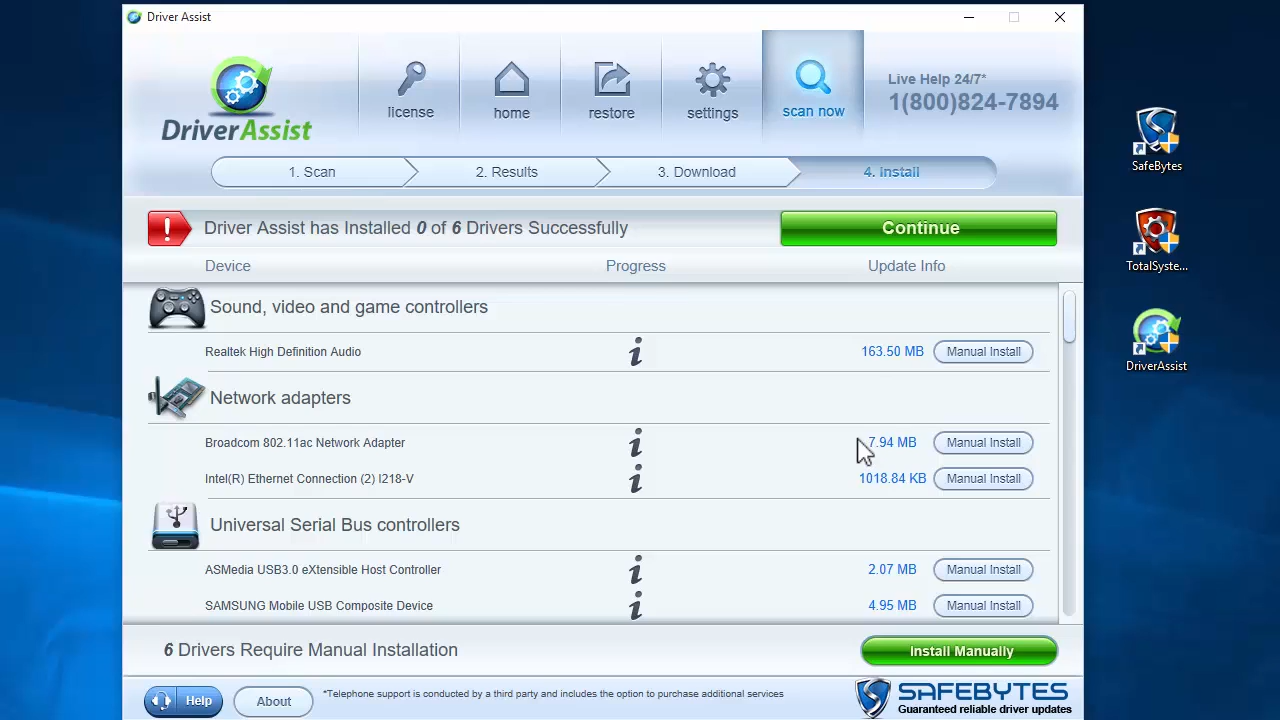 Driver Assist
DriverAssist
license
home
restore
settings
scan now
Live Help 24/7*
1(800)824-7894
1. Scan
2. Results
3. Download
4. Install
! Driver Assist has Installed 0 of 6 Drivers Successfully
Continue
Device
Progress
Update Info
Sound, video and game controllers
Realtek High Definition Audio
i
163.50 MB
Manual Install
Network adapters
Broadcom 802.11ac Network Adapter
i
7.94 MB
Manual Install
Intel(R) Ethernet Connection (2) I218-V
i
1018.84 KB
Manual Install
Universal Serial Bus controllers
ASMedia USB3.0 eXtensible Host Controller
i
2.07 MB
Manual Install
SAMSUNG Mobile USB Composite Device
i
4.95 MB
Manual Install
6 Drivers Require Manual Installation
Install Manually
Help
About
*Telephone support is conducted by a third party and includes the option to purchase additional services
SAFEBYTES
Guaranteed reliable driver updates
SafeBytes
TotalSyste...
DriverAssist